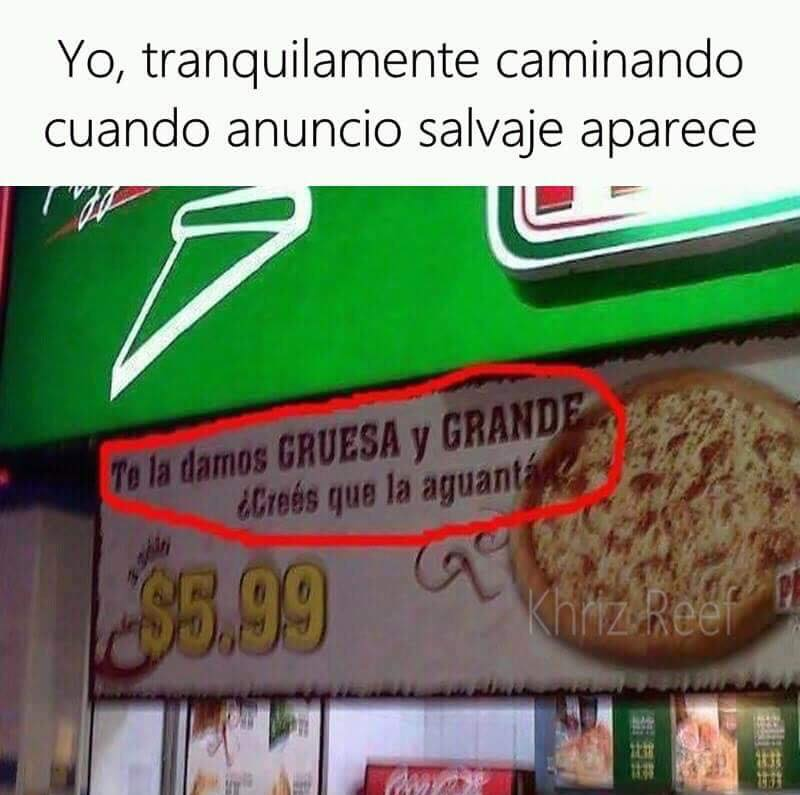 Yo, tranquilamente caminando
cuando anuncio salvaje aparece
Te la damos GRUESA y GRANDE
¿Creés que la aguantás?
$5.99
Khriz Reef